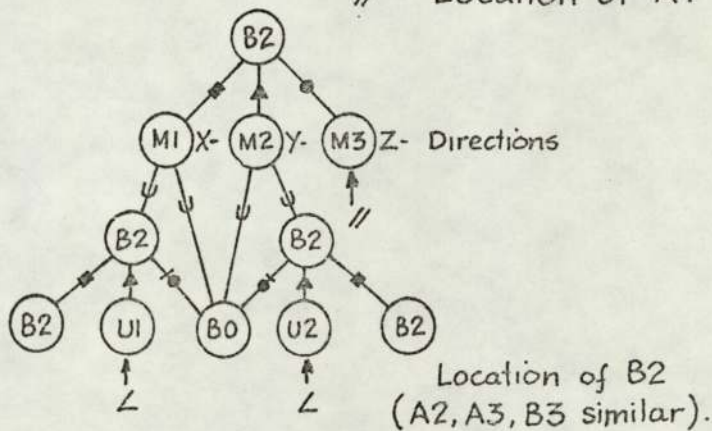 // Location of
B2
M1 X- M2 Y- M3 Z- Directions
//
B2 B2
B2 U1 B0 U2 B2
∠ ∠
Location of B2
(A2, A3, B3 similar).